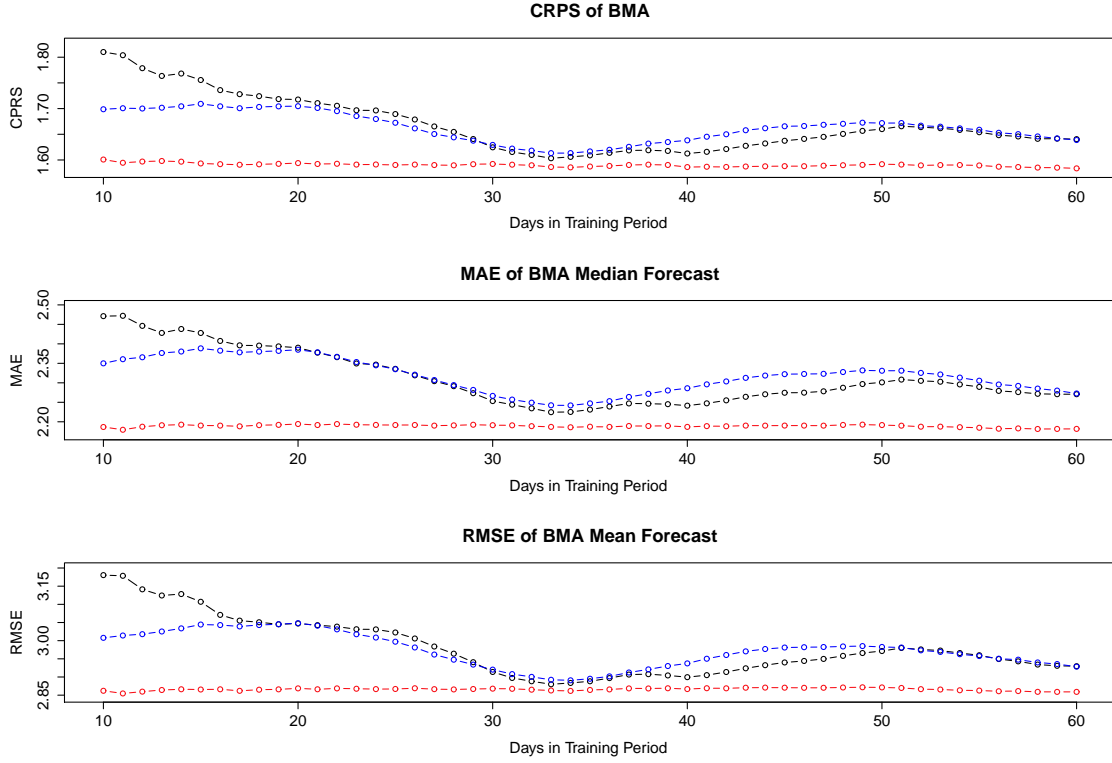 CRPS of BMA
CPRS
1.60 1.70 1.80
10 20 30 40 50 60
Days in Training Period
MAE of BMA Median Forecast
MAE
2.20 2.35 2.50
10 20 30 40 50 60
Days in Training Period
RMSE of BMA Mean Forecast
RMSE
2.85 3.00 3.15
10 20 30 40 50 60
Days in Training Period